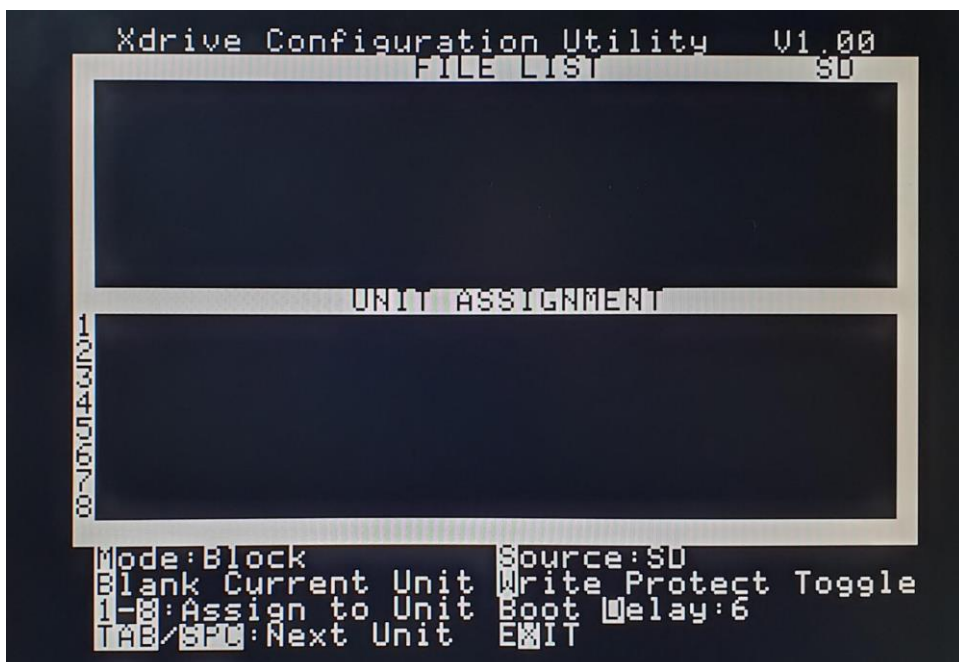 Xdrive Configuration Utility V1.00
FILE LIST SD
UNIT ASSIGNMENT
1
2
3
4
5
6
7
8
Mode:Block Source:SD
Blank Current Unit Write Protect Toggle
1-8:Assign to Unit Boot Delay:6
TAB/SPC:Next Unit EXIT